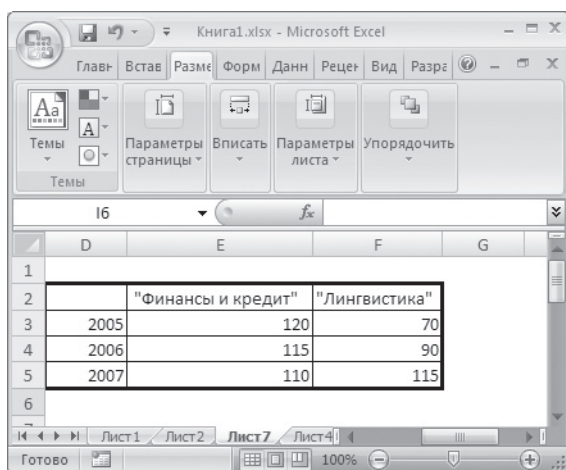 Книга1.xlsx - Microsoft Excel
Главн Встав Разме Форм Данн Рецен Вид Разра
Aa
Темы
A
Параметры страницы
Вписать
Параметры листа
Упорядочить
Темы
I6 fx
D E F G
1
2 "Финансы и кредит" "Лингвистика"
3 2005 120 70
4 2006 115 90
5 2007 110 115
6
Лист1 Лист2 Лист7 Лист4
Готово 100%